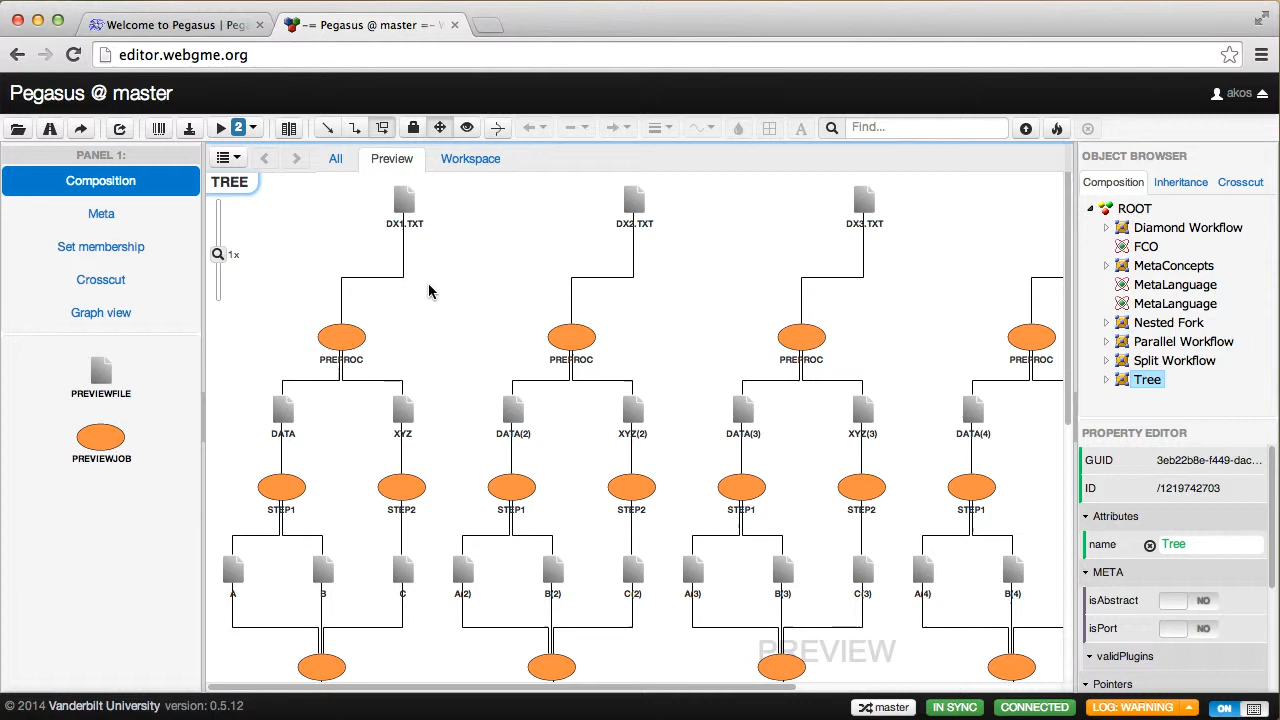 Welcome to Pegasus | Peg
-= Pegasus @ master =-
editor.webgme.org
Pegasus @ master
akos
2
Find...
PANEL 1:
Composition
Meta
Set membership
Crosscut
Graph view
PREVIEWFILE
PREVIEWJOB
All
Preview
Workspace
TREE
1x
DX1.TXT
DX2.TXT
DX3.TXT
PREPROC
PREPROC
PREPROC
PREPROC
DATA
XYZ
DATA(2)
XYZ(2)
DATA(3)
XYZ(3)
DATA(4)
STEP1
STEP2
STEP1
STEP2
STEP1
STEP2
STEP1
A
B
C
A(2)
B(2)
C(2)
A(3)
B(3)
C(3)
A(4)
B(4)
PREVIEW
OBJECT BROWSER
Composition
Inheritance
Crosscut
ROOT
Diamond Workflow
FCO
MetaConcepts
MetaLanguage
MetaLanguage
Nested Fork
Parallel Workflow
Split Workflow
Tree
PROPERTY EDITOR
GUID 3eb22b8e-f449-dac...
ID /1219742703
Attributes
name Tree
META
isAbstract NO
isPort NO
validPlugins
Pointers
© 2014 Vanderbilt University version: 0.5.12
master
IN SYNC
CONNECTED
LOG: WARNING
ON